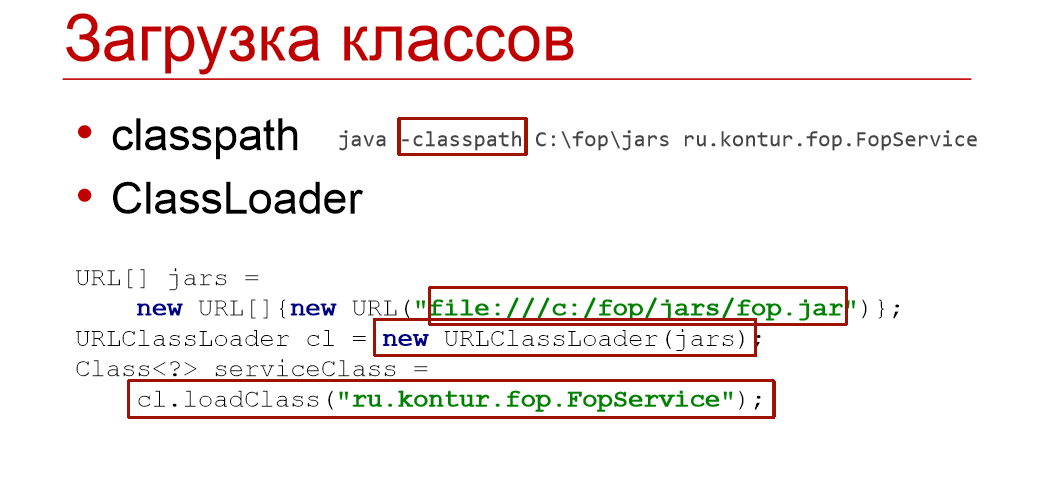 Загрузка классов
• classpath java -classpath C:\fop\jars ru.kontur.fop.FopService
• ClassLoader
URL[] jars =
new URL[]{new URL("file:///c:/fop/jars/fop.jar")};
URLClassLoader cl = new URLClassLoader(jars);
Class<?> serviceClass =
cl.loadClass("ru.kontur.fop.FopService");